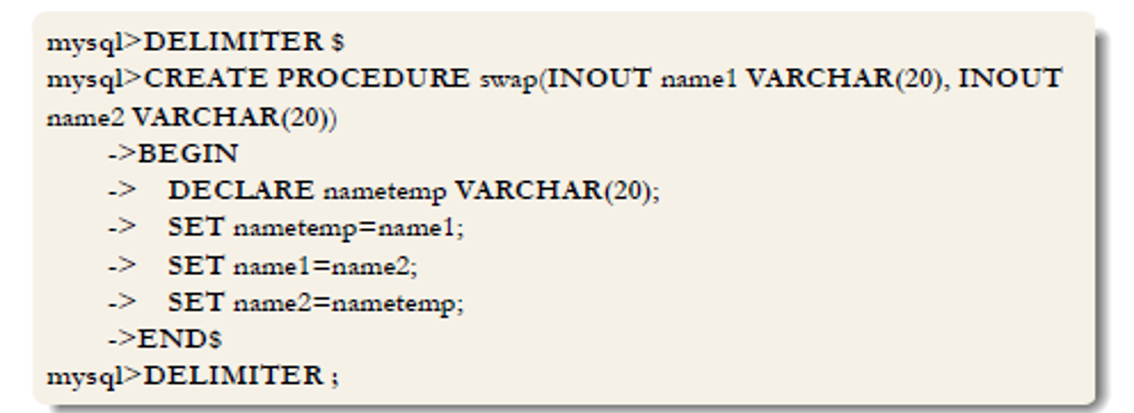 mysql>DELIMITER $
mysql>CREATE PROCEDURE swap(INOUT name1 VARCHAR(20), INOUT
name2 VARCHAR(20))
->BEGIN
-> DECLARE nametemp VARCHAR(20);
-> SET nametemp=name1;
-> SET name1=name2;
-> SET name2=nametemp;
->END$
mysql>DELIMITER ;